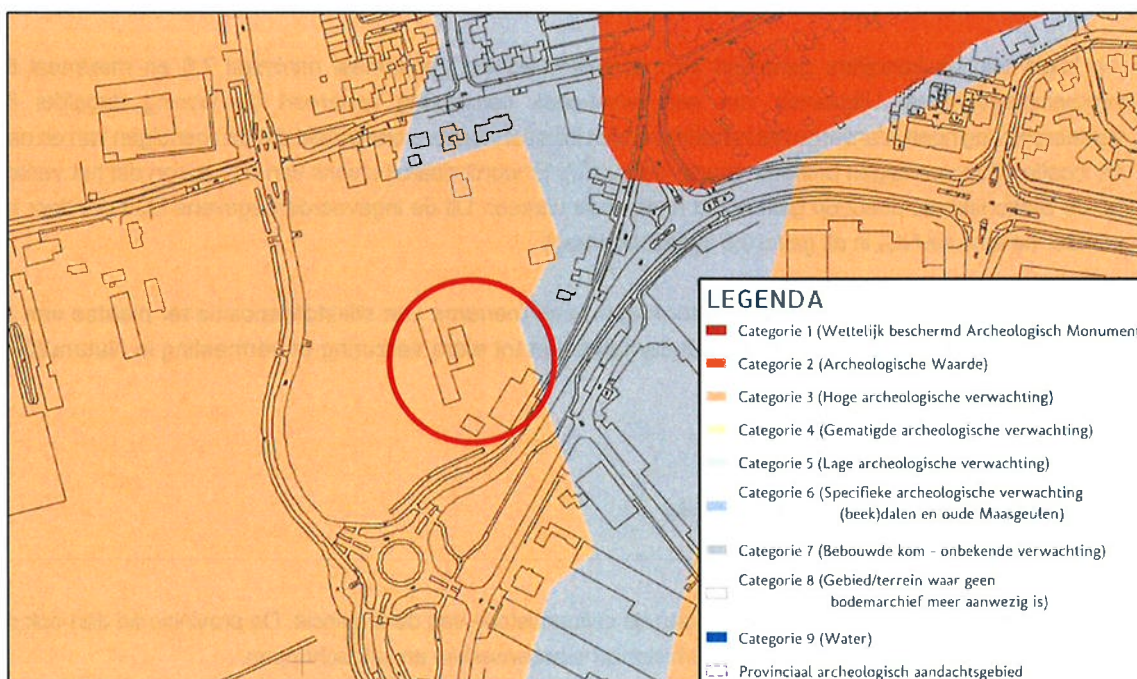 LEGENDA
Categorie 1 (Wettelijk beschermd Archeologisch Monument
Categorie 2 (Archeologische Waarde)
Categorie 3 (Hoge archeologische verwachting)
Categorie 4 (Gematigde archeologische verwachting)
Categorie 5 (Lage archeologische verwachting)
Categorie 6 (Specifieke archeologische verwachting
(beek)dalen en oude Maasgeulen)
Categorie 7 (Bebouwde kom - onbekende verwachting)
Categorie 8 (Gebied/terrein waar geen
bodemarchief meer aanwezig is)
Categorie 9 (Water)
Provinciaal archeologisch aandachtsgebied